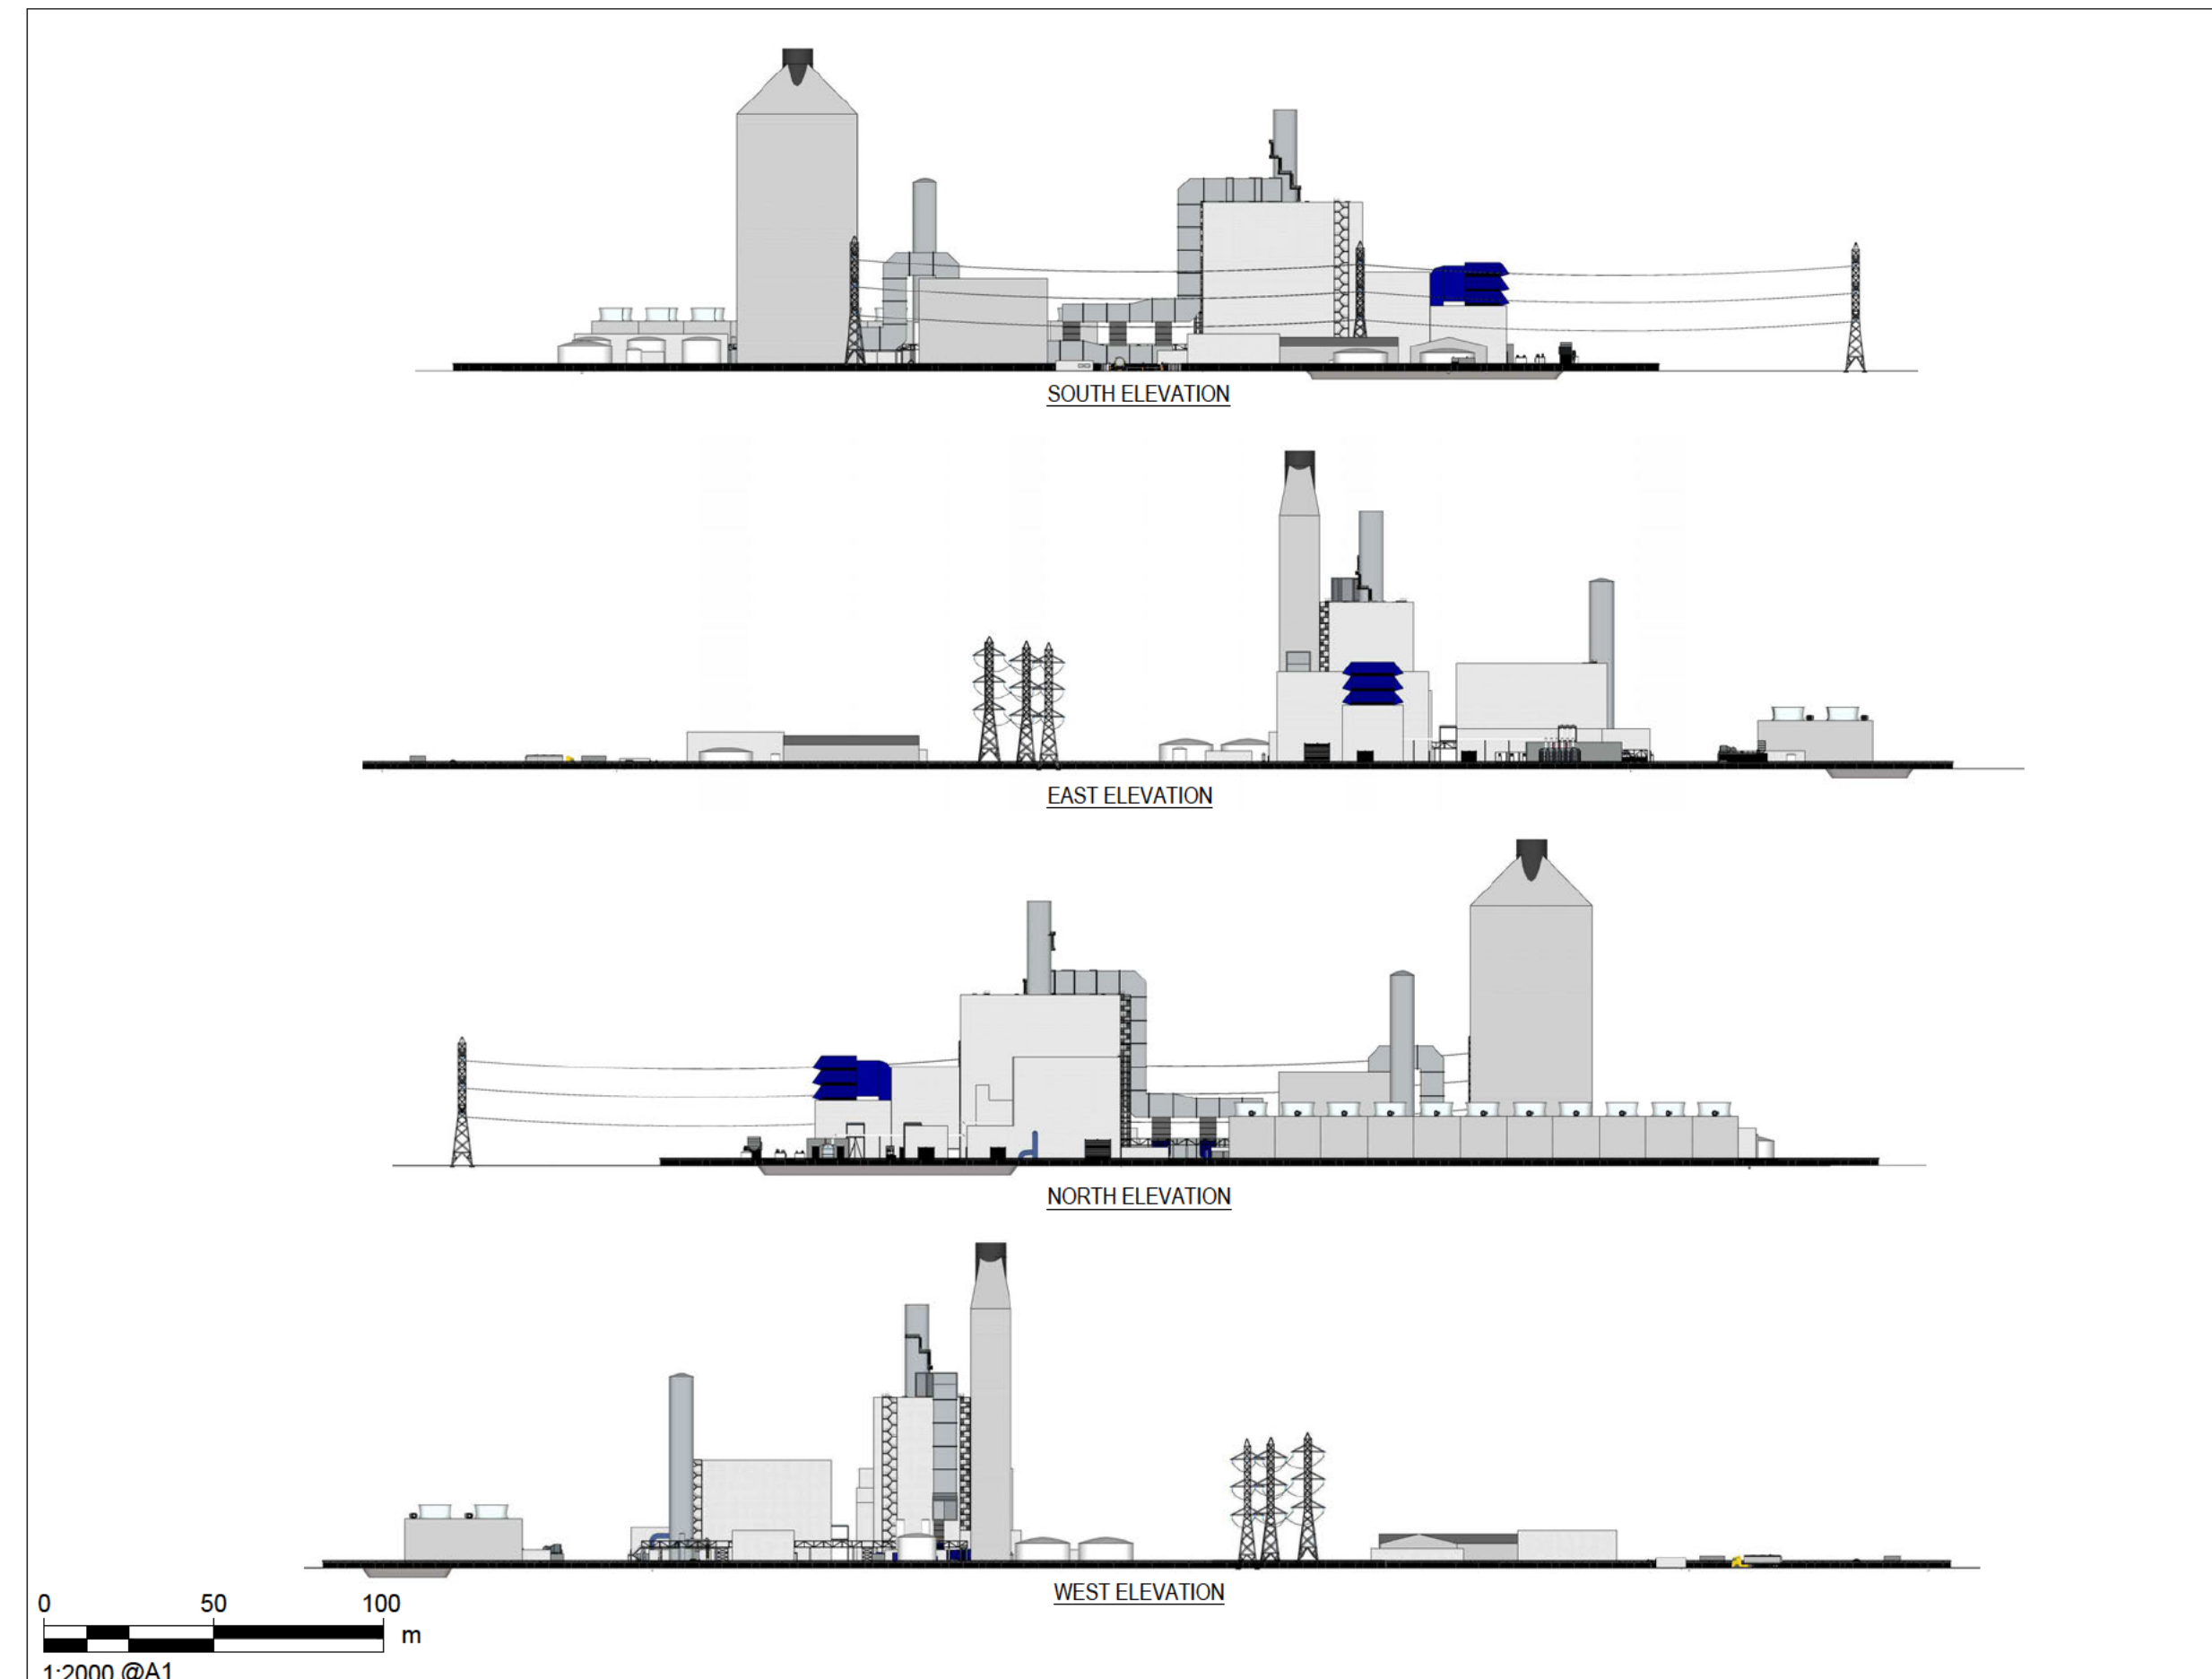 SOUTH ELEVATION
EAST ELEVATION
NORTH ELEVATION
WEST ELEVATION
0 50 100
m
1:2000 @A1